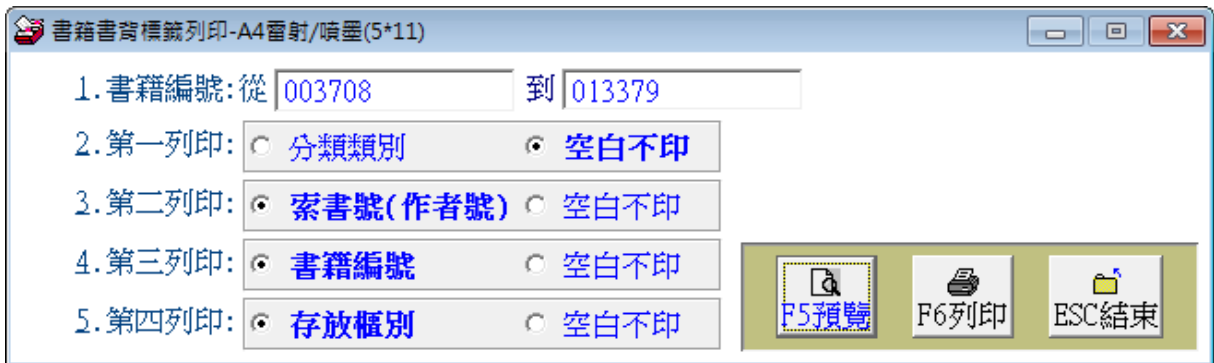 書籍書背標籤列印-A4雷射/噴墨(5*11)
1.書籍編號:從 003708 到 013379
2.第一列印: 分類類別 空白不印
3.第二列印: 索書號(作者號) 空白不印
4.第三列印: 書籍編號 空白不印
5.第四列印: 存放櫃別 空白不印
F5預覽 F6列印 ESC結束